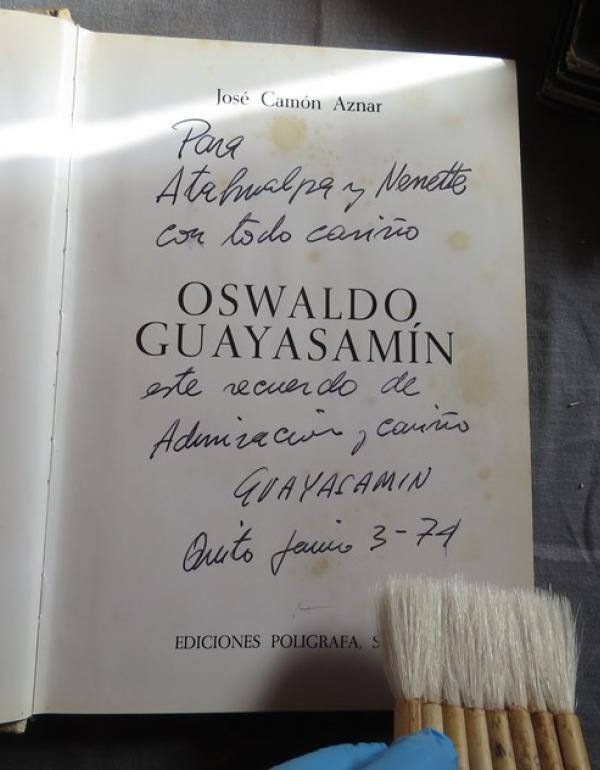 José Camón Aznar
Para
Atahualpa y Nenette
con todo cariño
OSWALDO
GUAYASAMÍN
este recuerdo de
Admiración y cariño
GUAYASAMIN
Quito Junio 3-74
EDICIONES POLIGRAFA, S